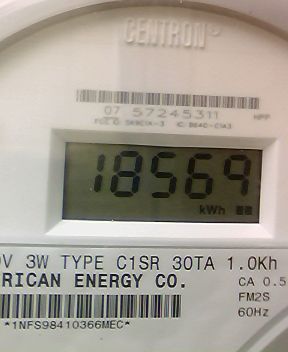 CENTRON®
07 57245311
18569
kWh
V 3W TYPE C1SR 30TA 1.0Kh
RICAN ENERGY CO.
CA 0.5
FM2S
60Hz
*1NFS98410366MEC*